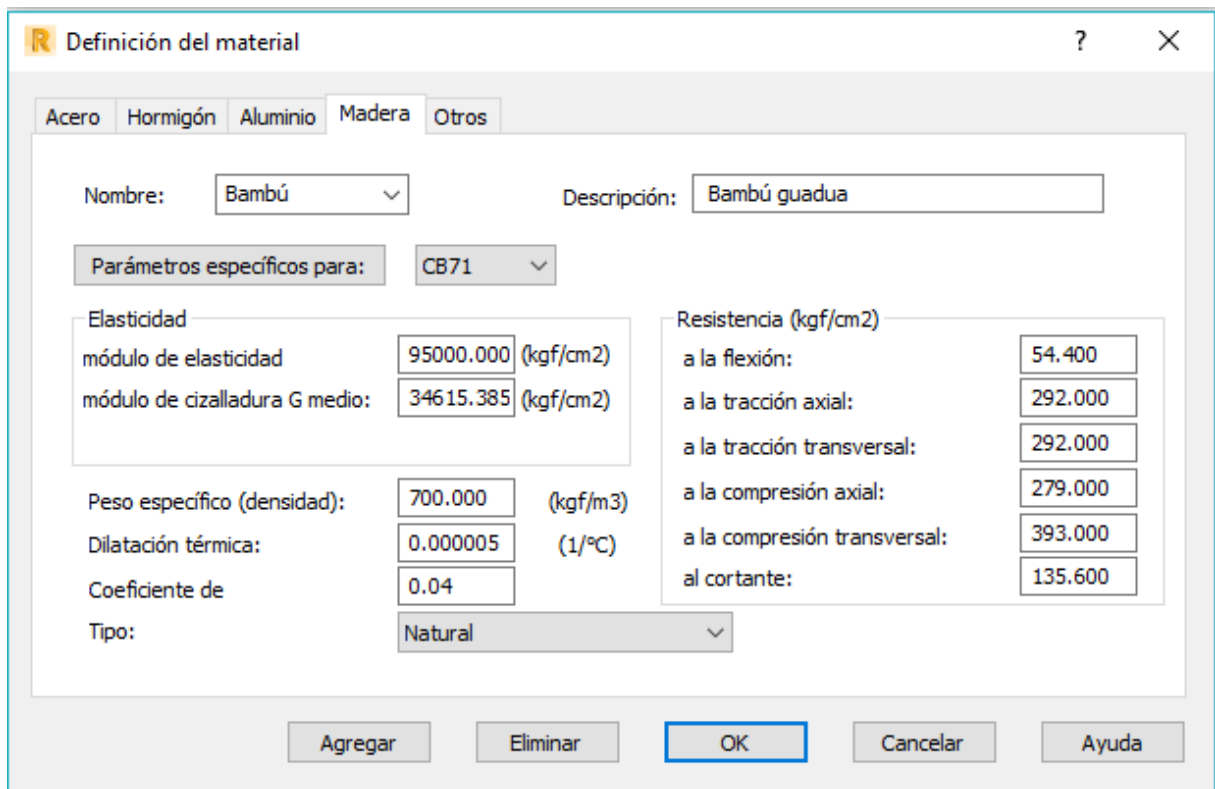 R Definición del material ? ×
Acero Hormigón Aluminio Madera Otros
Nombre: Bambú Descripción: Bambú guadua
Parámetros específicos para: CB71
Elasticidad
módulo de elasticidad 95000.000 (kgf/cm2)
módulo de cizalladura G medio: 34615.385 (kgf/cm2)
Peso específico (densidad): 700.000 (kgf/m3)
Dilatación térmica: 0.000005 (1/°C)
Coeficiente de 0.04
Tipo: Natural
Resistencia (kgf/cm2)
a la flexión: 54.400
a la tracción axial: 292.000
a la tracción transversal: 292.000
a la compresión axial: 279.000
a la compresión transversal: 393.000
al cortante: 135.600
Agregar Eliminar OK Cancelar Ayuda